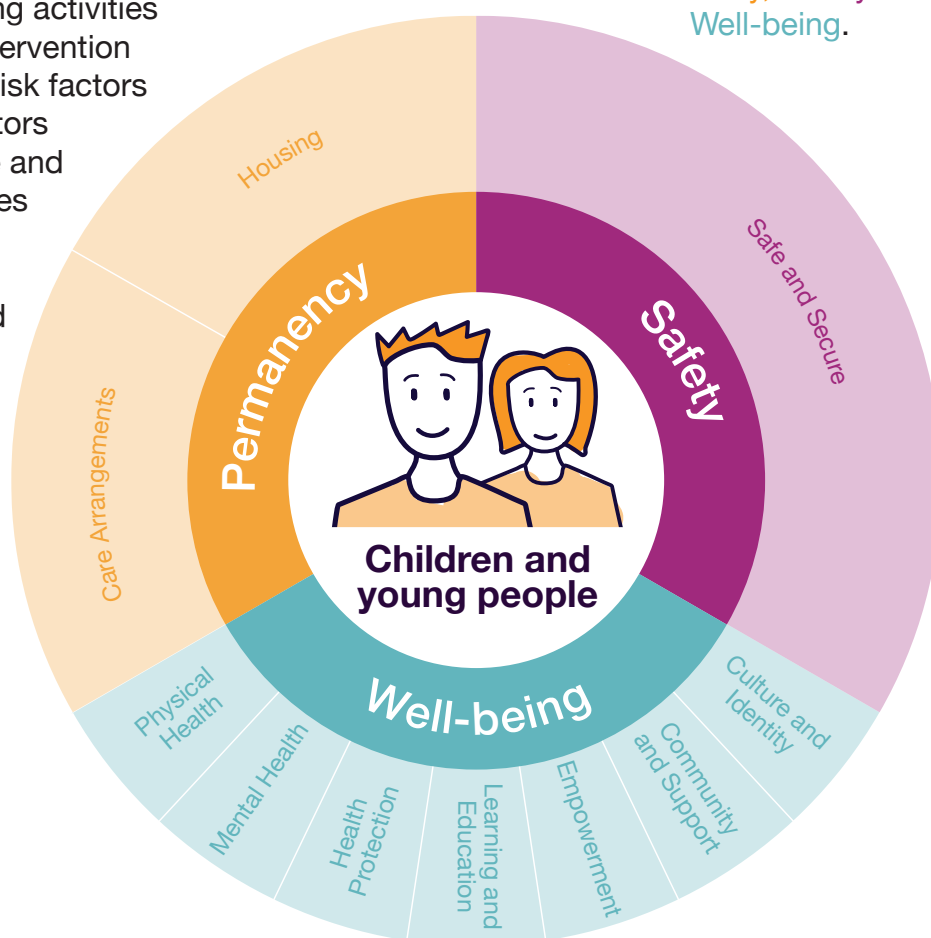 ng activities
ervention
isk factors
tors
and
es
Well-being.
Housing
Care Arrangements
Permanency
Safety
Safe and Secure
Children and
young people
Well-being
Physical
Health
Mental Health
Health
Protection
Learning and
Education
Empowerment
Community
and Support
Culture and
Identity